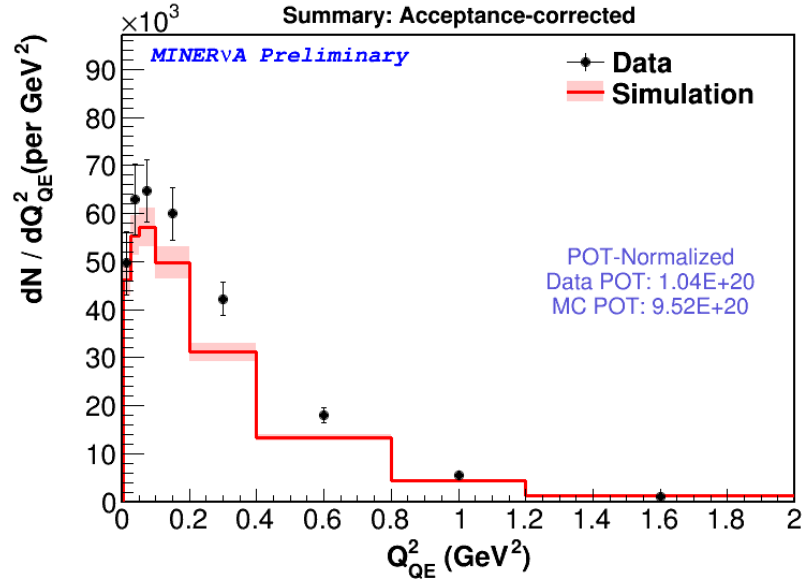 Summary: Acceptance-corrected
×10³
MINERνA Preliminary
Data
Simulation
dN / dQ²_QE (per GeV²)
90
80
70
60
50
40
30
20
10
0
POT-Normalized
Data POT: 1.04E+20
MC POT: 9.52E+20
0 0.2 0.4 0.6 0.8 1 1.2 1.4 1.6 1.8 2
Q²_QE (GeV²)